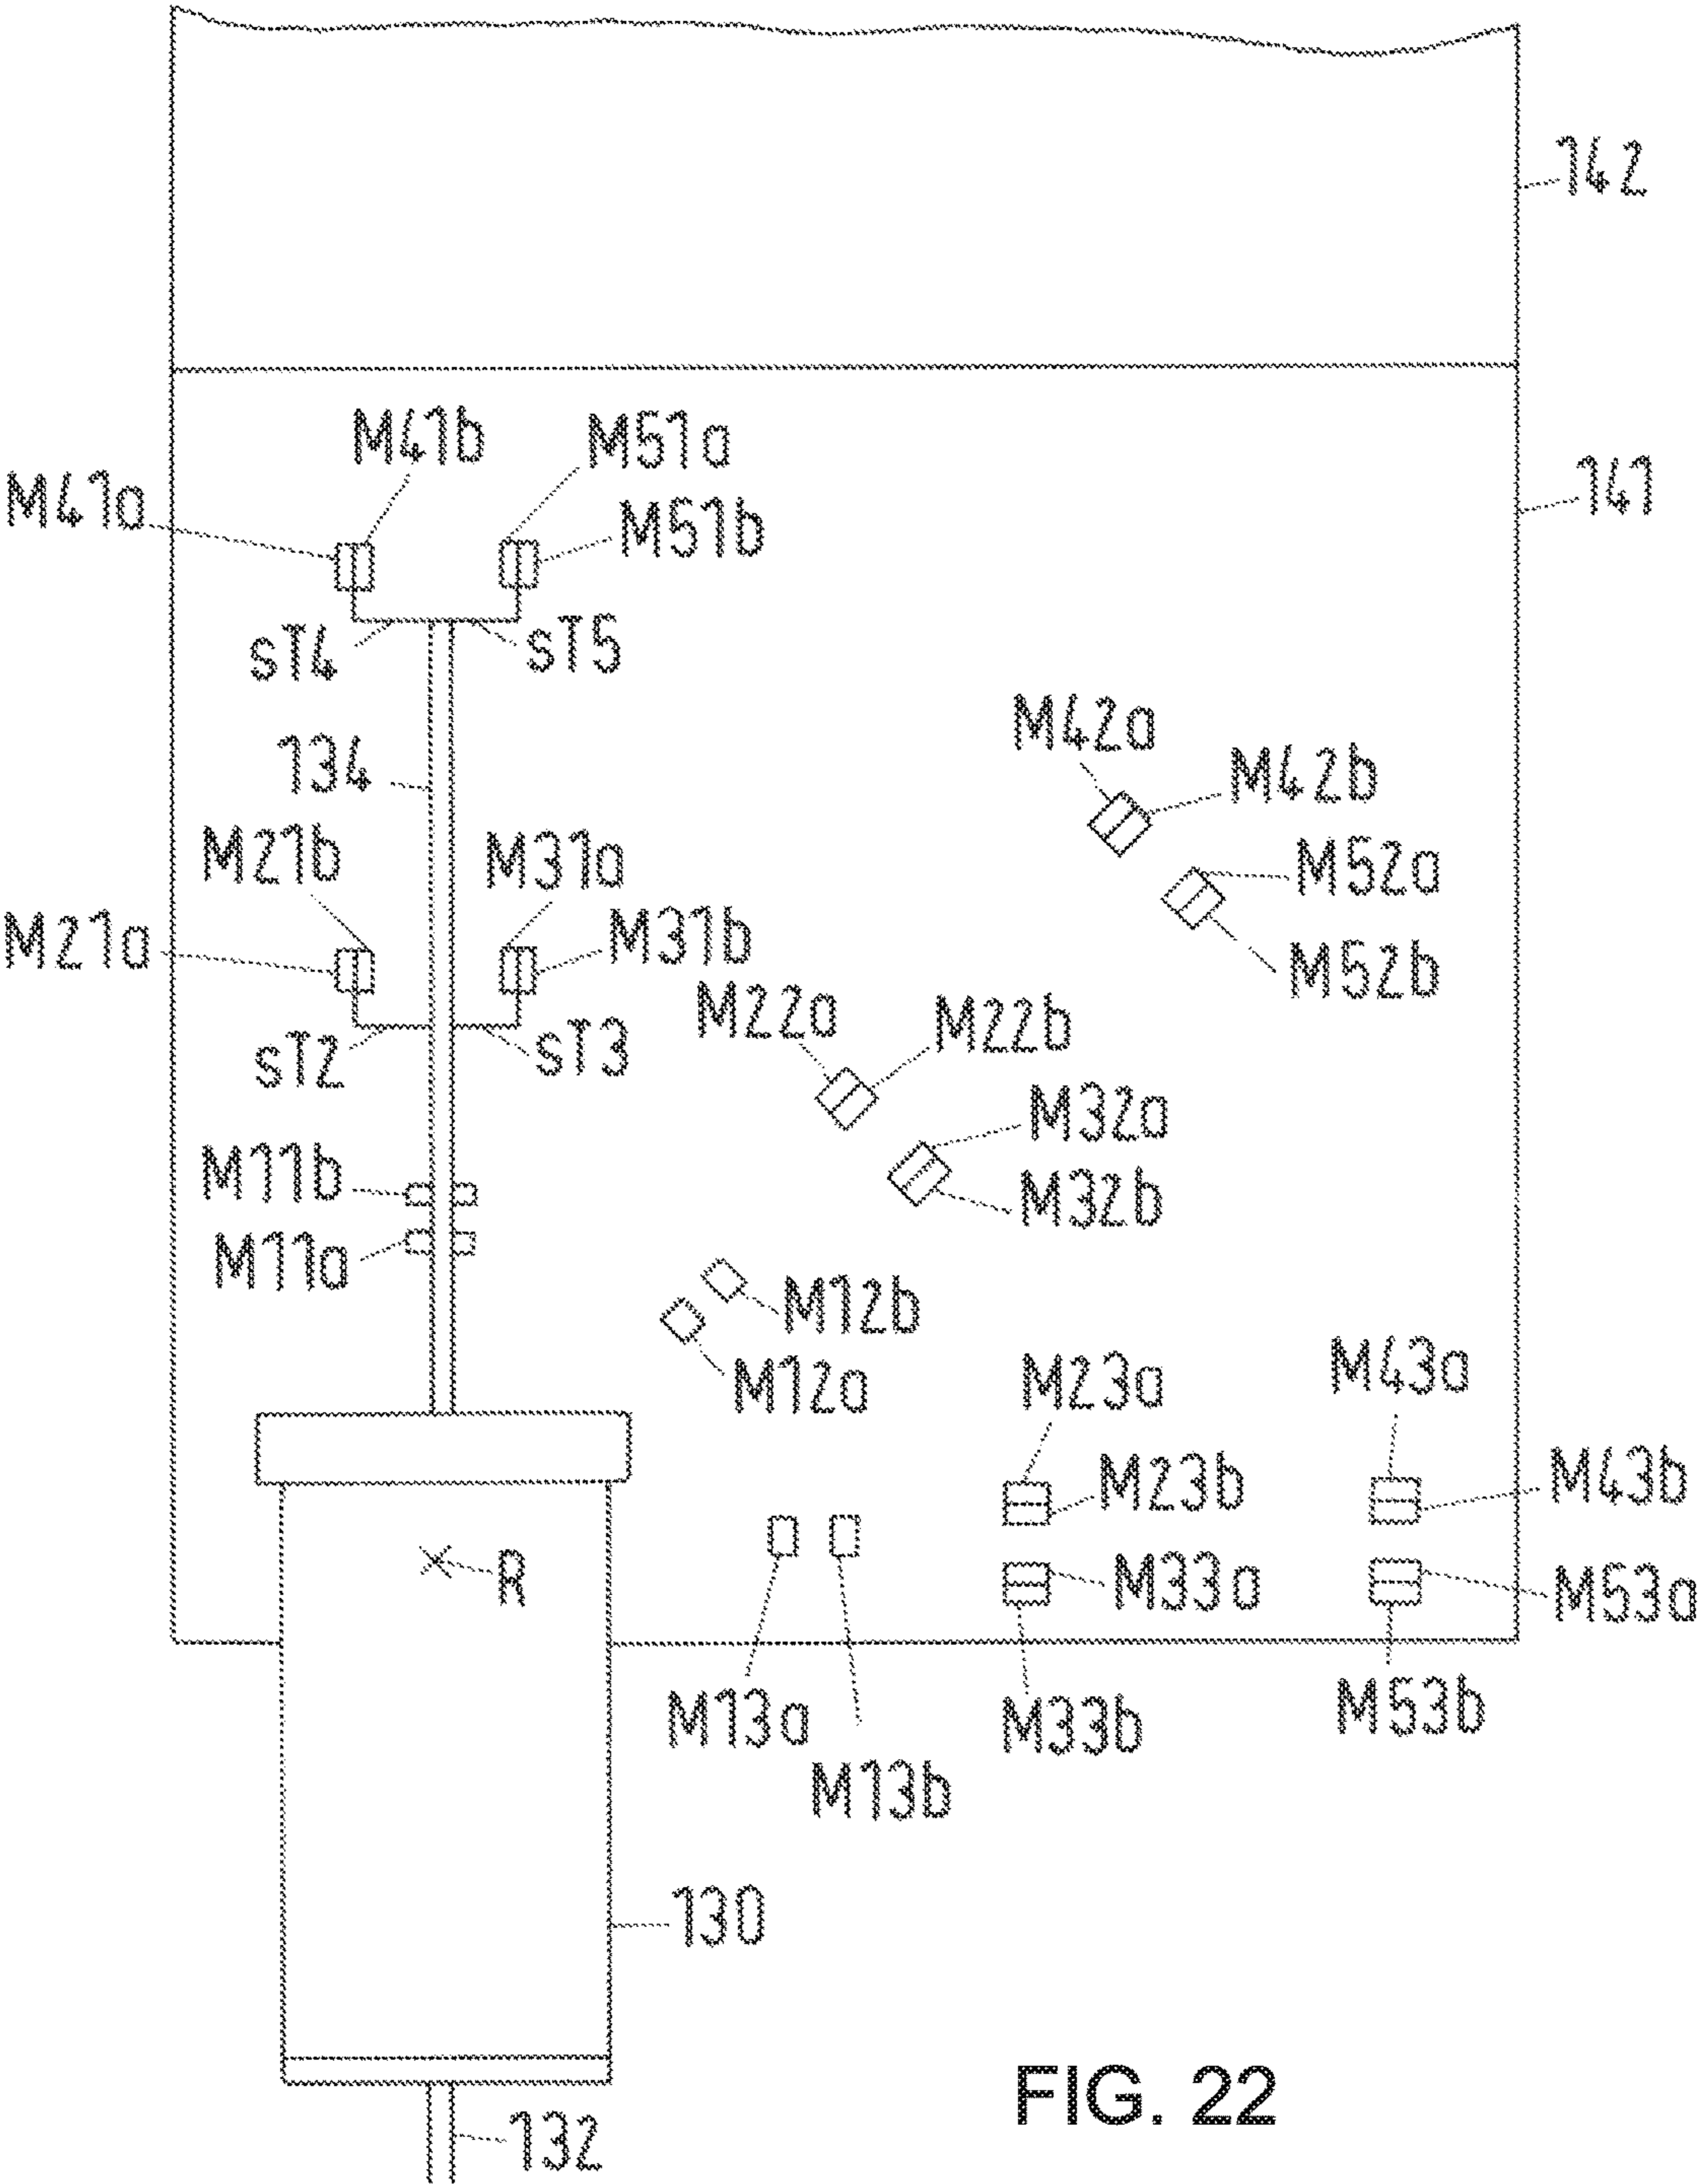 142
M41b
M51a
M41a
M51b
141
sT4
sT5
M42a
134
M42b
M21b
M31a
M52a
M21a
M31b
M52b
M22a
M22b
sT2
sT3
M32a
M11b
M32b
M11a
M12b
M12a
M23a
M43a
M23b
M43b
R
M33a
M53a
M13a
M33b
M53b
M13b
130
132
FIG. 22